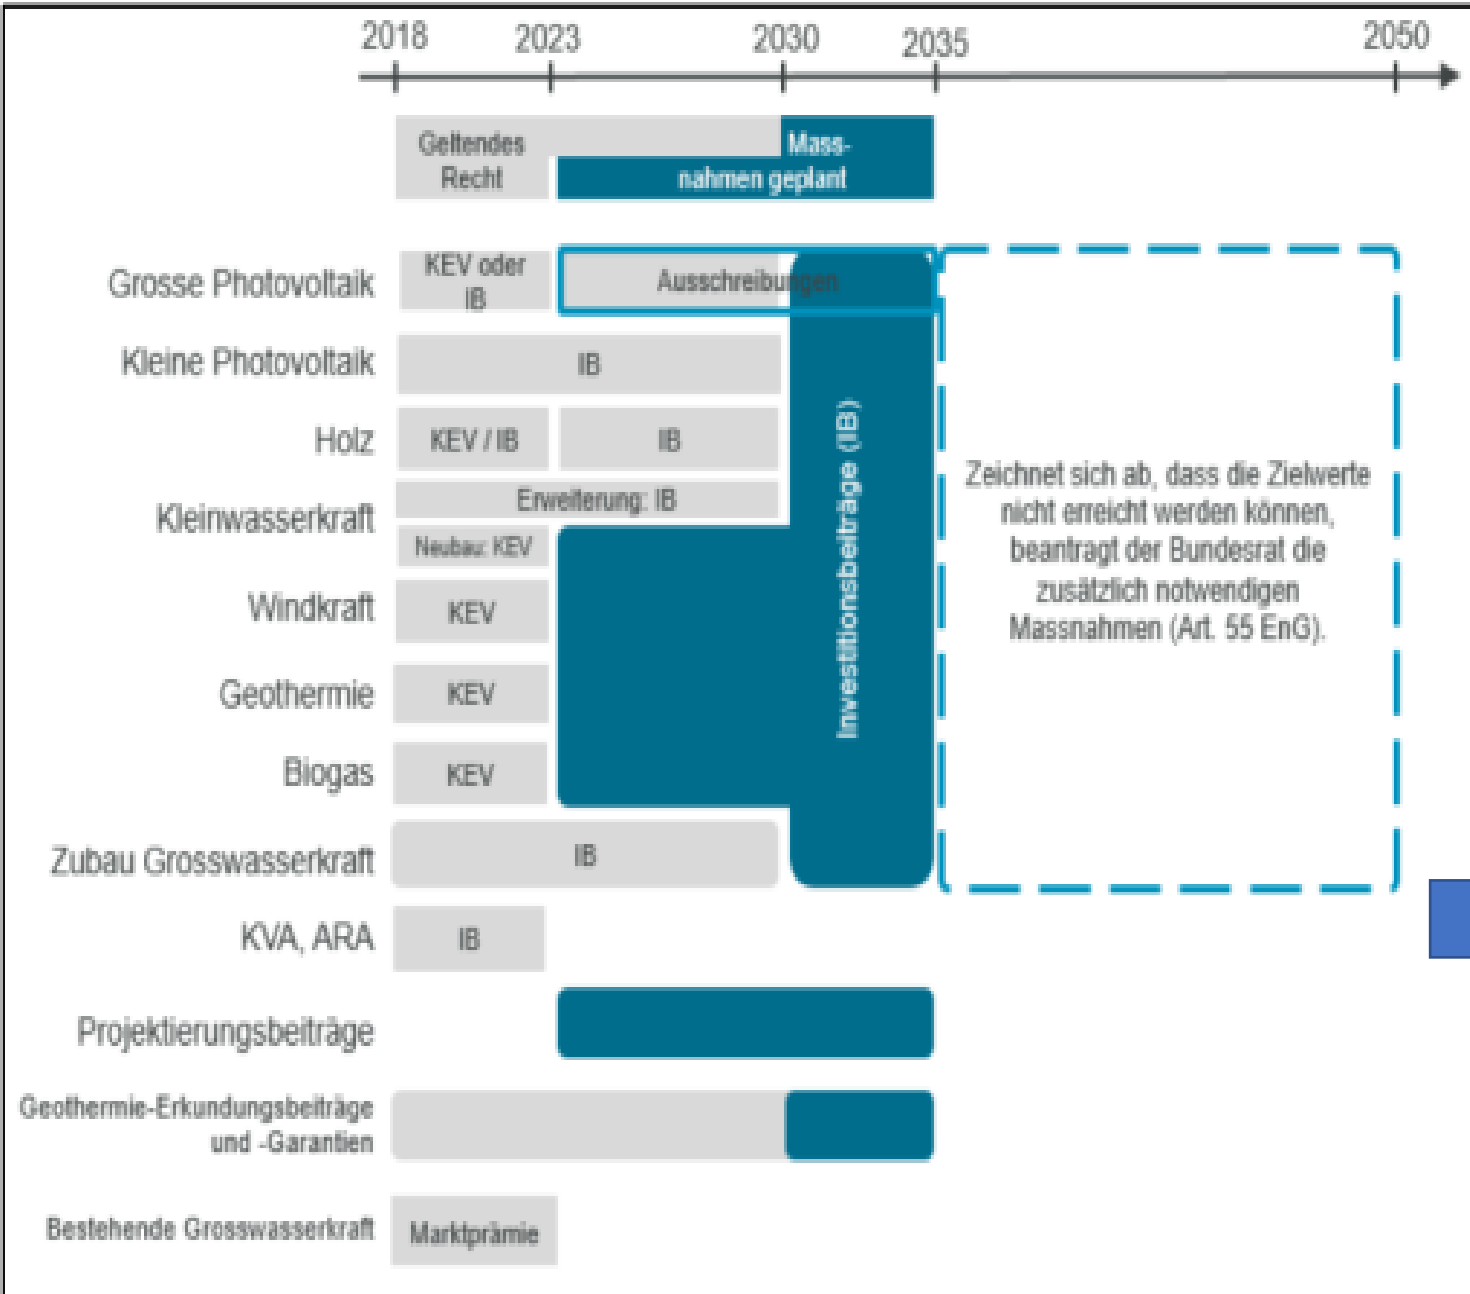 2018 2023 2030 2035 2050
Geltendes
Recht
Mass-
nahmen geplant
Grosse Photovoltaik
KEV oder
IB
Ausschreibungen
Kleine Photovoltaik
IB
Holz
KEV / IB
IB
Kleinwasserkraft
Erweiterung: IB
Neubau: KEV
Windkraft
KEV
Geothermie
KEV
Biogas
KEV
Zubau Grosswasserkraft
IB
Investitionsbeiträge (IB)
Zeichnet sich ab, dass die Zielwerte
nicht erreicht werden können,
beantragt der Bundesrat die
zusätzlich notwendigen
Massnahmen (Art. 55 EnG).
KVA, ARA
IB
Projektierungsbeiträge
Geothermie-Erkundungsbeiträge
und -Garantien
Bestehende Grosswasserkraft
Marktprämie